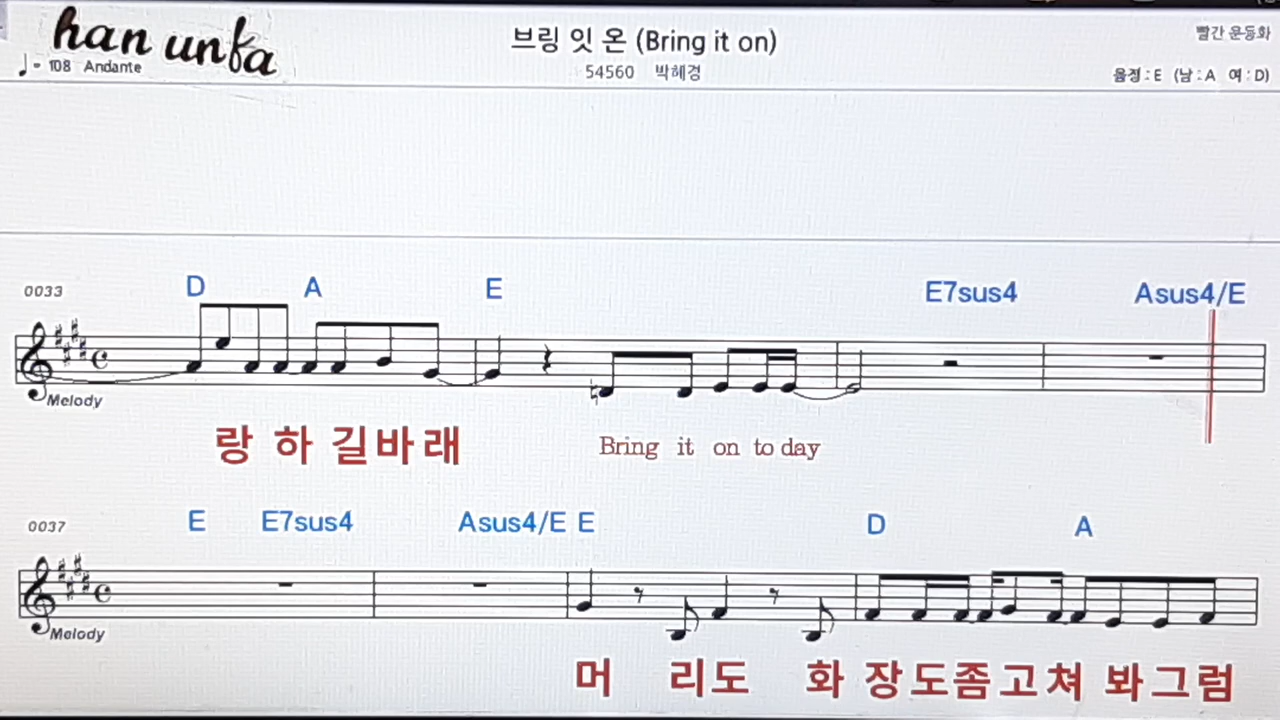 han unfa
브링 잇 온 (Bring it on)
빨간 운동화
♩= 108 Andante
54560 박혜경
음정 : E (남 : A 여 : D)
0033 D A E E7sus4 Asus4/E
Melody
랑 하 길 바 래 Bring it on to day
0037 E E7sus4 Asus4/E E D A
Melody
머 리 도 화 장 도 좀 고 쳐 봐 그 럼